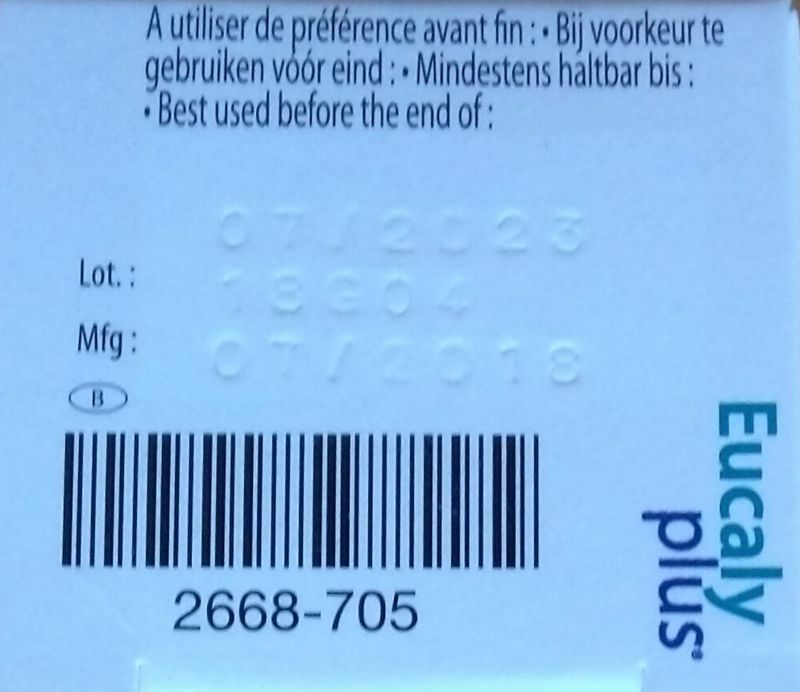 A utiliser de préférence avant fin : • Bij voorkeur te
gebruiken vóór eind : • Mindestens haltbar bis :
• Best used before the end of :
07/2023
Lot. : 18G04
Mfg : 07/2018
B
2668-705
Eucaly
plus®